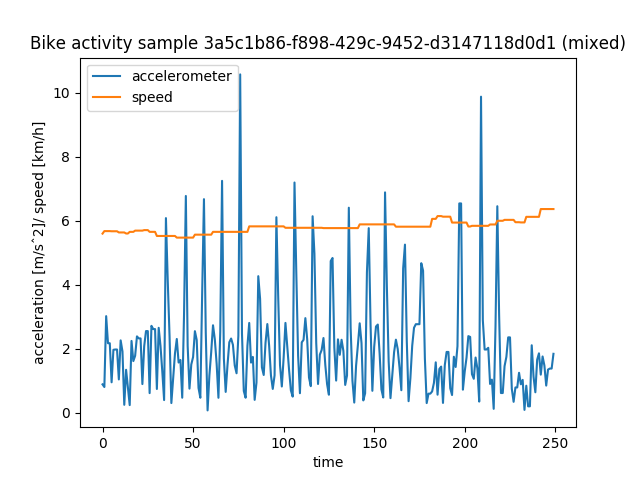 Bike activity sample 3a5c1b86-f898-429c-9452-d3147118d0d1 (mixed)
accelerometer
speed
acceleration [m/s^2]/ speed [km/h]
10
8
6
4
2
0
0 50 100 150 200 250
time